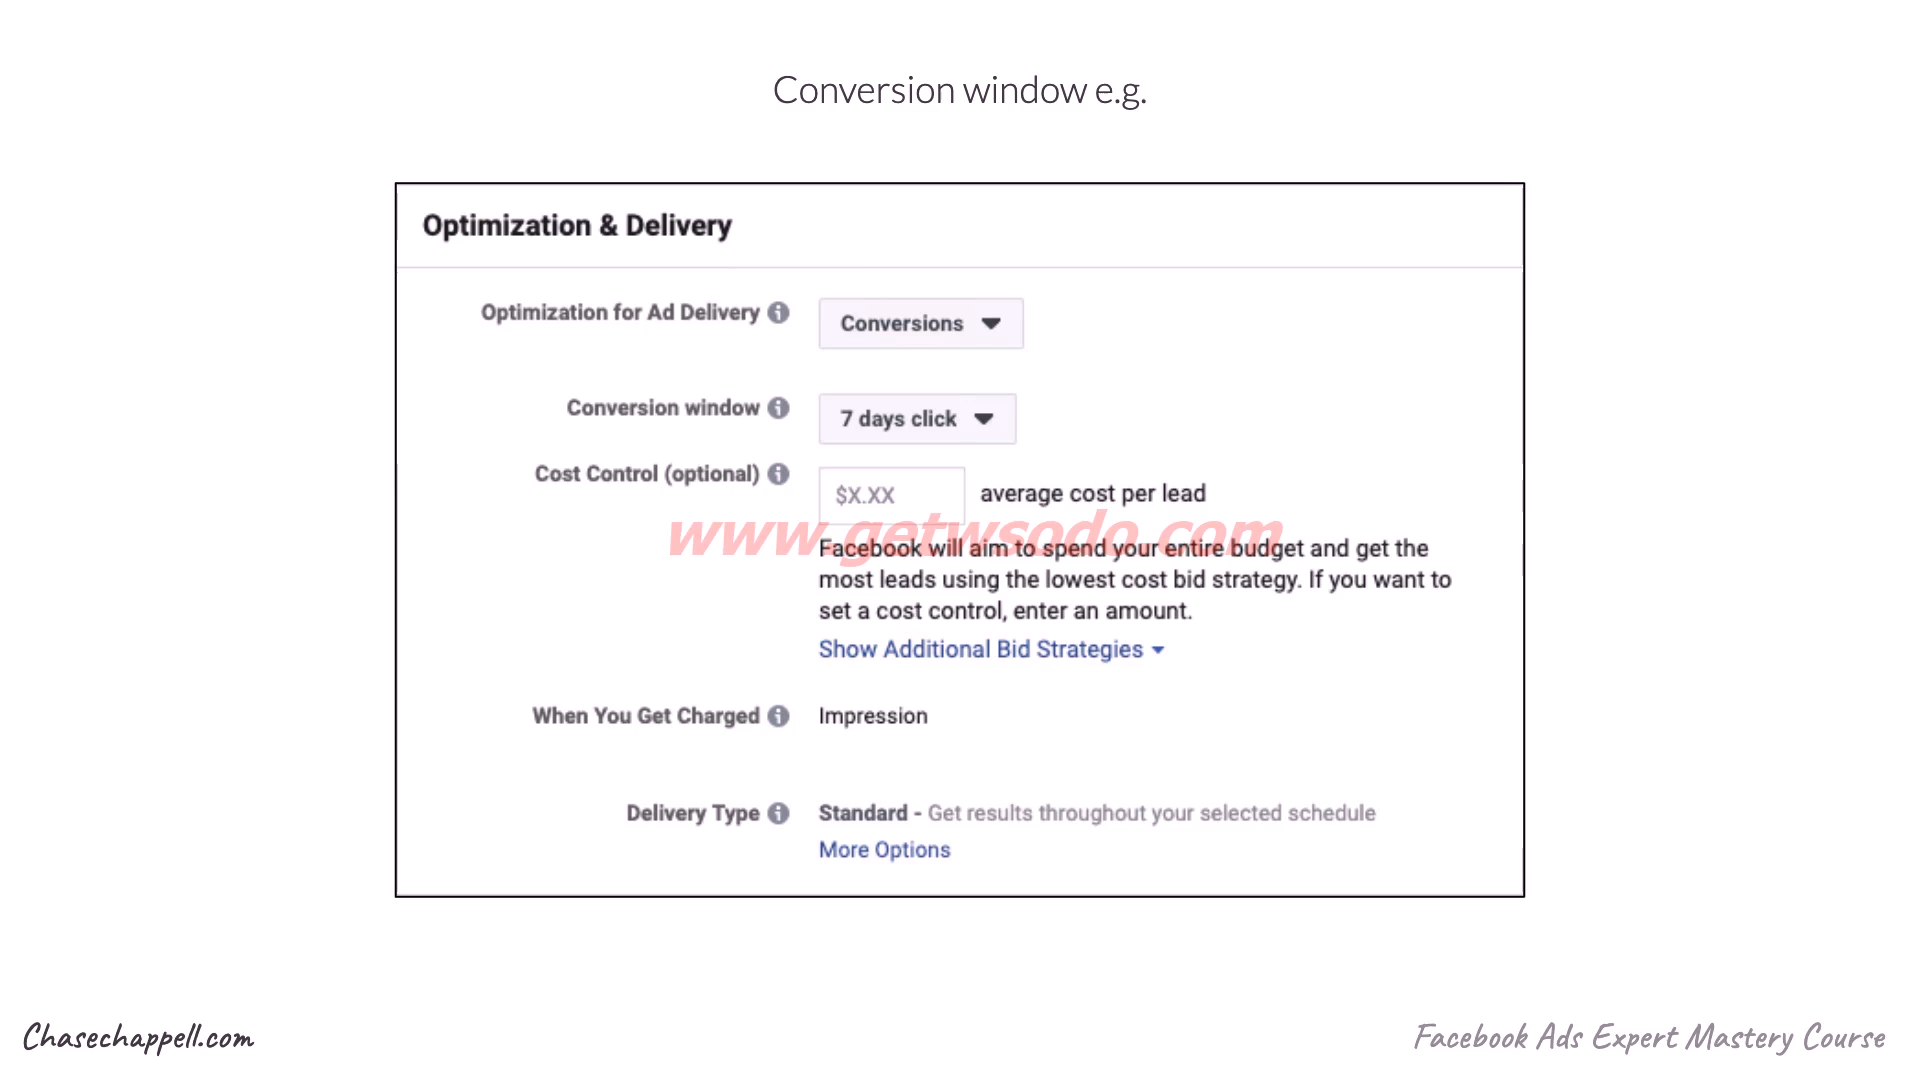 Conversion window e.g.
Optimization & Delivery
Optimization for Ad Delivery
Conversions
Conversion window
7 days click
Cost Control (optional)
$X.XX average cost per lead
www.getwsodo.com
Facebook will aim to spend your entire budget and get the
most leads using the lowest cost bid strategy. If you want to
set a cost control, enter an amount.
Show Additional Bid Strategies
When You Get Charged
Impression
Delivery Type
Standard - Get results throughout your selected schedule
More Options
Chasechappell.com
Facebook Ads Expert Mastery Course